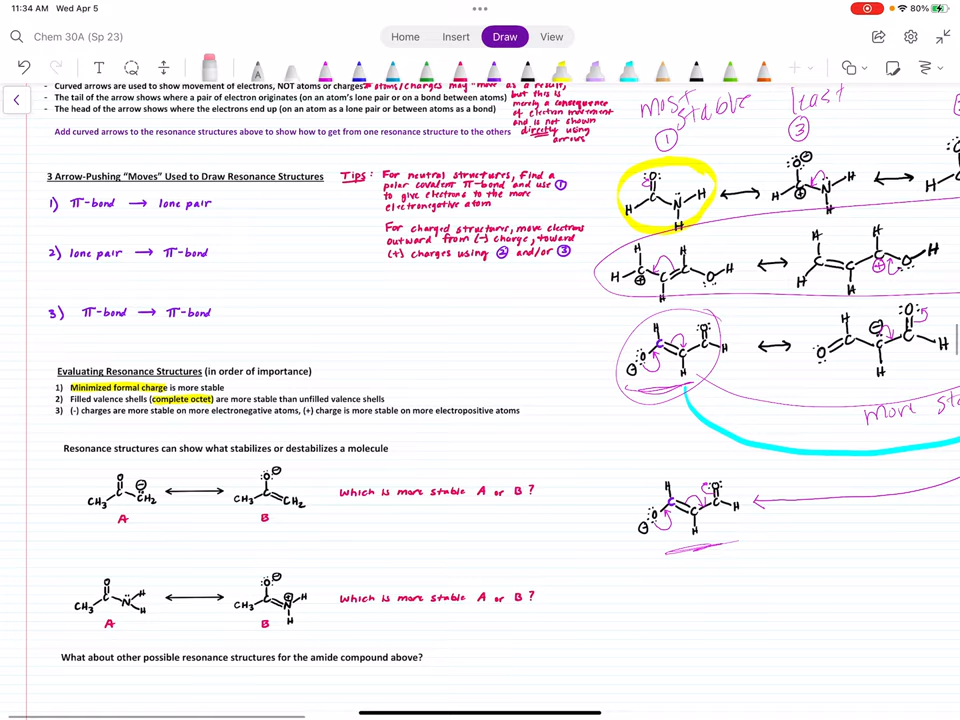 11:34 AM Wed Apr 5
80%
Chem 30A (Sp 23)
Home Insert Draw View
- Curved arrows are used to show movement of electrons, NOT atoms or charges * atoms/charges may "move" as a result,
- The tail of the arrow shows where a pair of electron originates (on an atom's lone pair or on a bond between atoms)
- The head of the arrow shows where the electrons end up (on an atom as a lone pair or between atoms as a bond)
but this is
merely a consequence
of electron movement
and is not shown
directly using
arrows
Add curved arrows to the resonance structures above to show how to get from one resonance structure to the others
most stable
①
least
③
3 Arrow-Pushing "Moves" Used to Draw Resonance Structures
1) π-bond → lone pair
2) lone pair → π-bond
3) π-bond → π-bond
Tips: For neutral structures, find a
polar covalent π-bond and use ①
to give electrons to the more
electronegative atom
For charged structures, move electrons
outward from (-) charge, toward
(+) charges using ② and/or ③
Evaluating Resonance Structures (in order of importance)
1) Minimized formal charge is more stable
2) Filled valence shells (complete octet) are more stable than unfilled valence shells
3) (-) charges are more stable on more electronegative atoms, (+) charge is more stable on more electropositive atoms
more
Resonance structures can show what stabilizes or destabilizes a molecule
O
CH₃ C CH₂
A
O
CH₃ C CH₂
B
Which is more stable A or B?
O
CH₃ C N H H
A
O
CH₃ C N H H
B
Which is more stable A or B?
What about other possible resonance structures for the amide compound above?